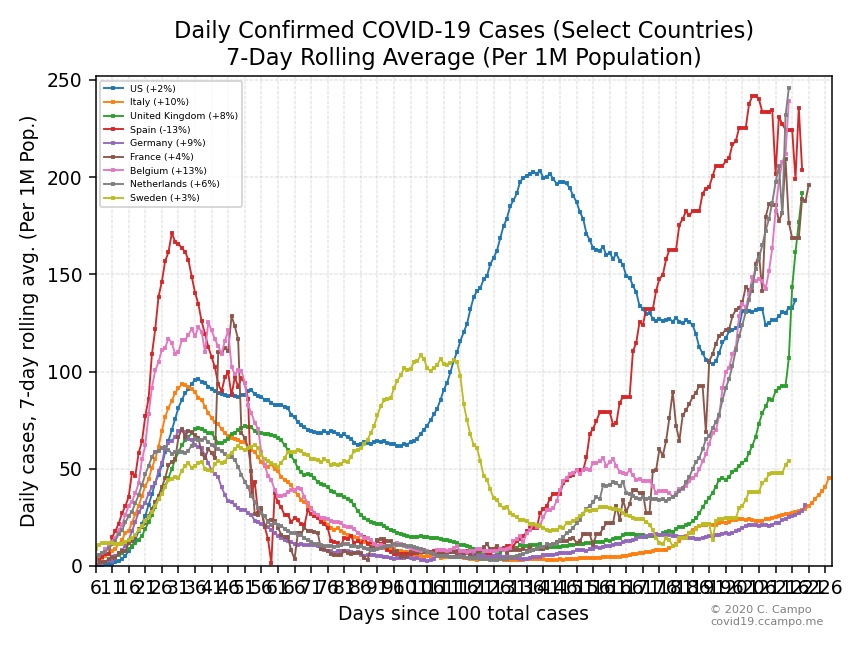 Daily Confirmed COVID-19 Cases (Select Countries)
7-Day Rolling Average (Per 1M Population)
Daily cases, 7-day rolling avg. (Per 1M Pop.)
250
200
150
100
50
0
US (+2%)
Italy (+10%)
United Kingdom (+8%)
Spain (-13%)
Germany (+9%)
France (+4%)
Belgium (+13%)
Netherlands (+6%)
Sweden (+3%)
Days since 100 total cases
© 2020 C. Campo
covid19.ccampo.me